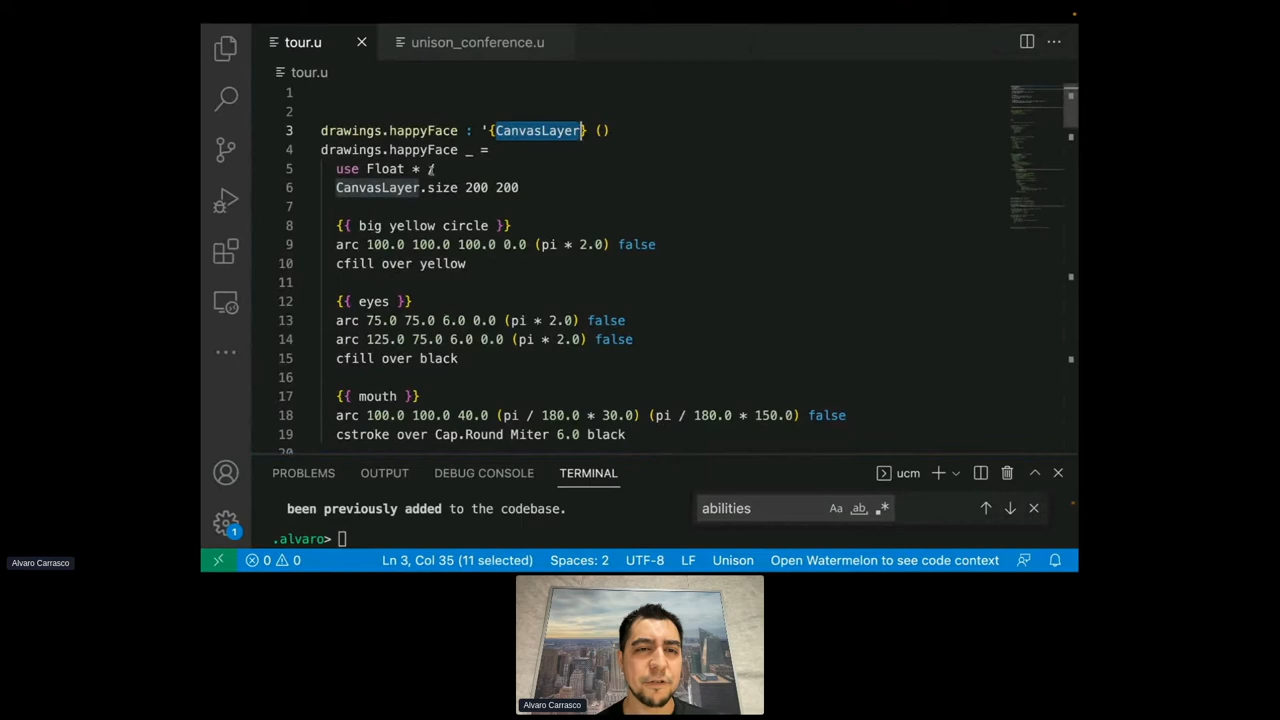 tour.u
unison_conference.u
tour.u
1
2
3 drawings.happyFace : '{CanvasLayer} ()
4 drawings.happyFace _ =
5 use Float * /
6 CanvasLayer.size 200 200
7
8 {{ big yellow circle }}
9 arc 100.0 100.0 100.0 0.0 (pi * 2.0) false
10 cfill over yellow
11
12 {{ eyes }}
13 arc 75.0 75.0 6.0 0.0 (pi * 2.0) false
14 arc 125.0 75.0 6.0 0.0 (pi * 2.0) false
15 cfill over black
16
17 {{ mouth }}
18 arc 100.0 100.0 40.0 (pi / 180.0 * 30.0) (pi / 180.0 * 150.0) false
19 cstroke over Cap.Round Miter 6.0 black
20
PROBLEMS OUTPUT DEBUG CONSOLE TERMINAL ucm
been previously added to the codebase.
abilities Aa ab
.alvaro>
1
0 0 Ln 3, Col 35 (11 selected) Spaces: 2 UTF-8 LF Unison Open Watermelon to see code context
Alvaro Carrasco
Alvaro Carrasco